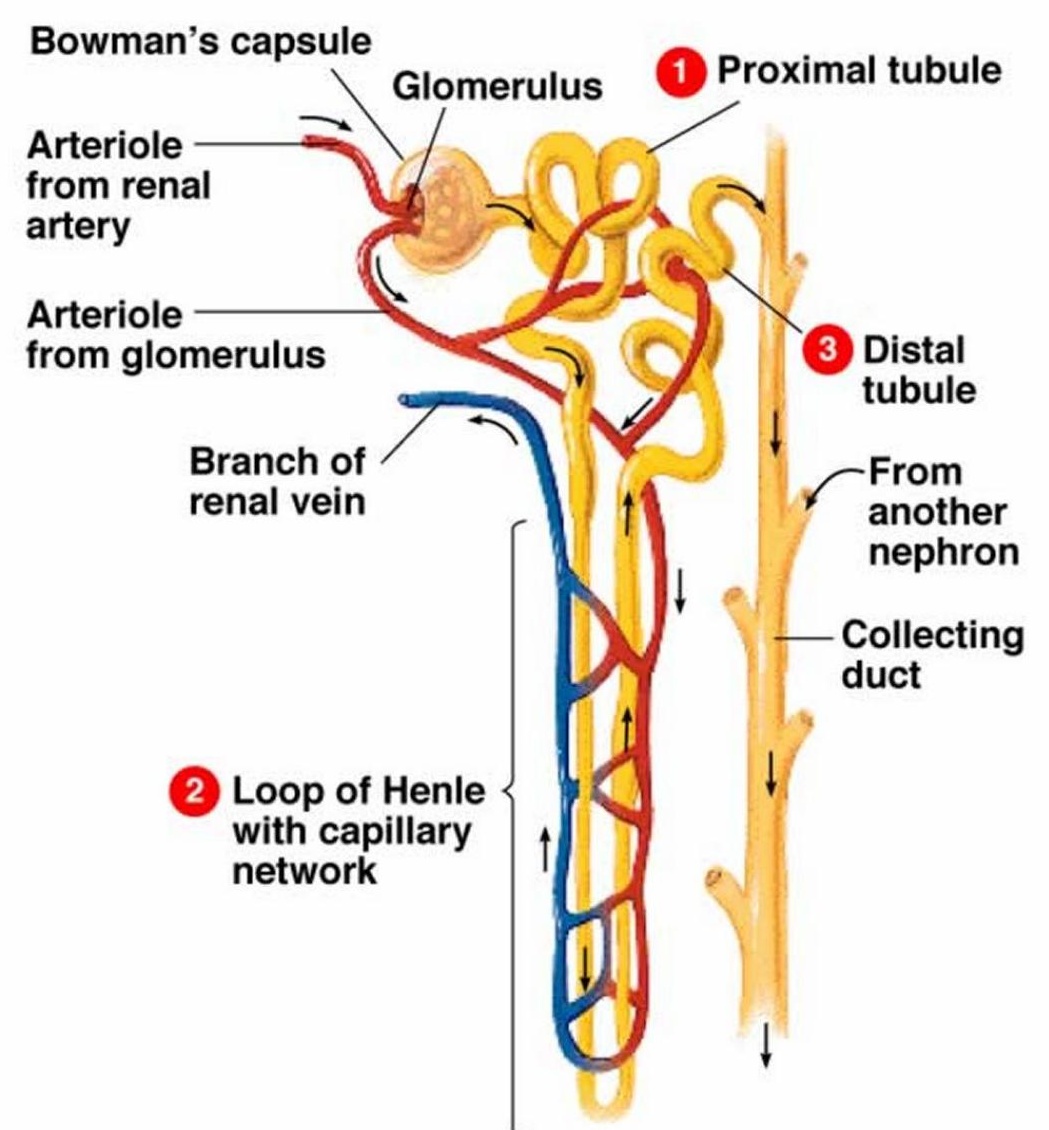 Bowman's capsule
Glomerulus
1 Proximal tubule
Arteriole
from renal
artery
Arteriole
from glomerulus
3 Distal
tubule
Branch of
renal vein
From
another
nephron
Collecting
duct
2 Loop of Henle
with capillary
network